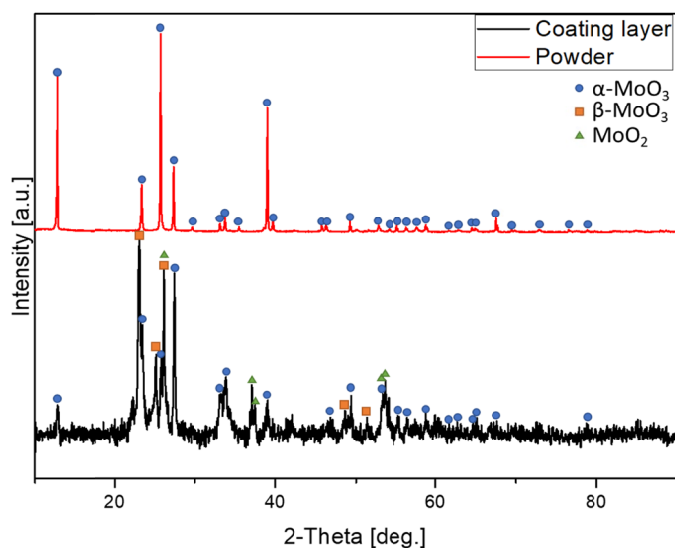 Coating layer
Powder
α-MoO₃
β-MoO₃
MoO₂
Intensity [a.u.]
20 40 60 80
2-Theta [deg.]